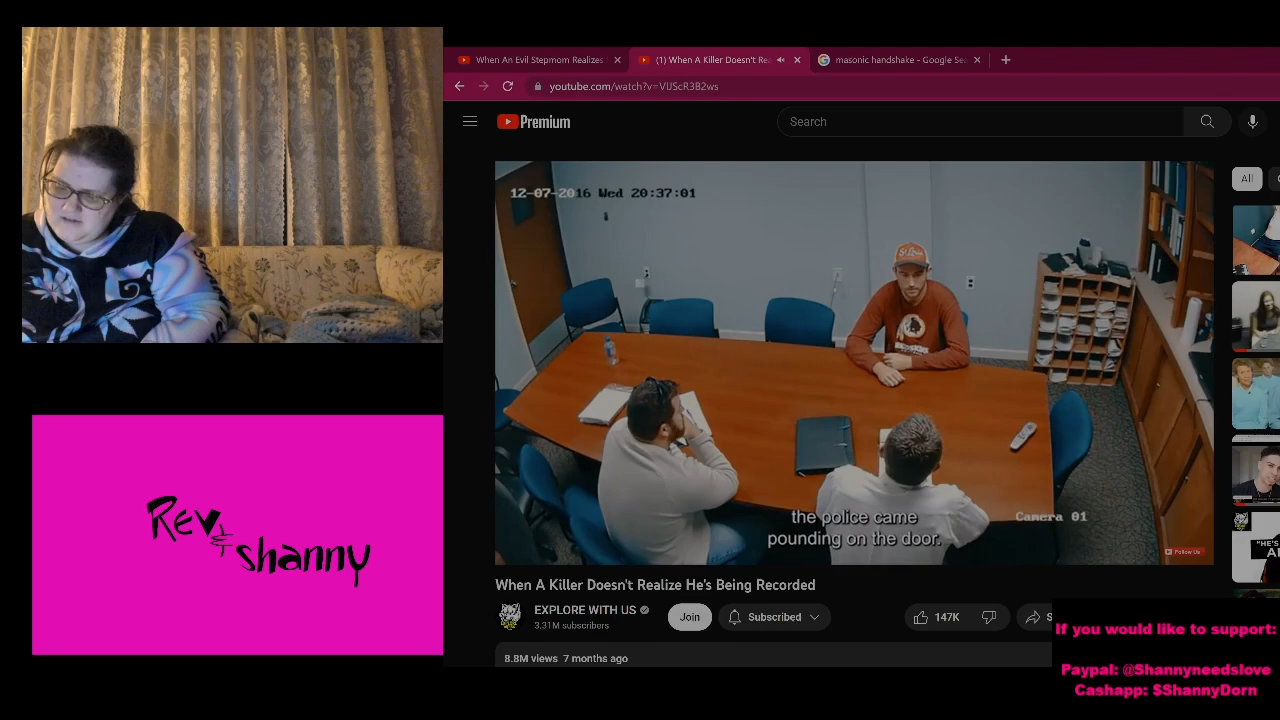 When An Evil Stepmom Realizes
(1) When A Killer Doesn't Re
masonic handshake - Google Se
youtube.com/watch?v=VlJScR3B2ws
Premium
Search
All
12-07-2016 Wed 20:37:01
the police came
pounding on the door.
Camera 01
Follow Us
When A Killer Doesn't Realize He's Being Recorded
EXPLORE WITH US
3.31M subscribers
Join
Subscribed
147K
S
8.8M views 7 months ago
Rev
&
shanny
If you would like to support:
Paypal: @Shannyneedslove
Cashapp: $ShannyDorn